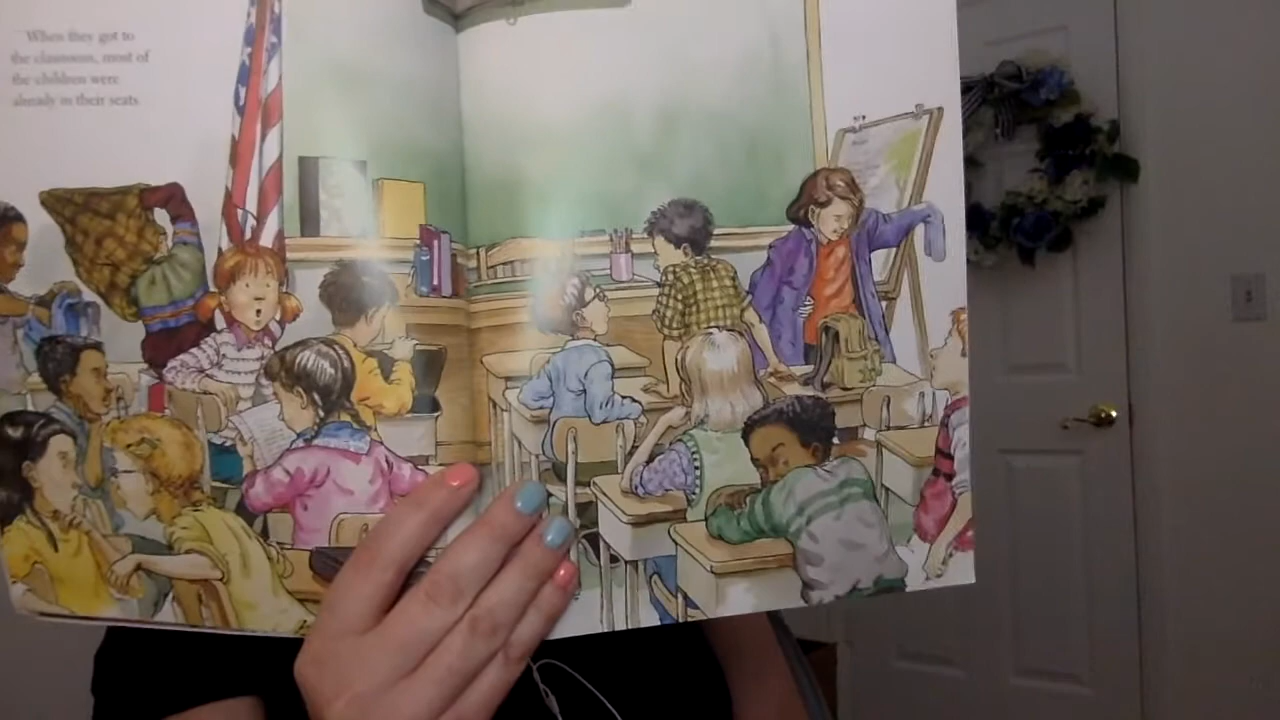 When they got to
the classroom, most of
the children were
already in their seats